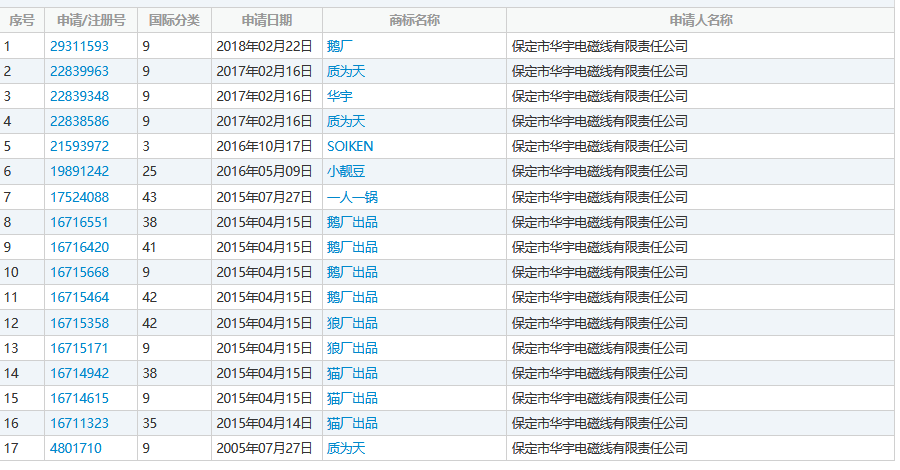 序号 申请/注册号 国际分类 申请日期 商标名称 申请人名称
1 29311593 9 2018年02月22日 鹅厂 保定市华宇电磁线有限责任公司
2 22839963 9 2017年02月16日 质为天 保定市华宇电磁线有限责任公司
3 22839348 9 2017年02月16日 华宇 保定市华宇电磁线有限责任公司
4 22838586 9 2017年02月16日 质为天 保定市华宇电磁线有限责任公司
5 21593972 3 2016年10月17日 SOIKEN 保定市华宇电磁线有限责任公司
6 19891242 25 2016年05月09日 小靓豆 保定市华宇电磁线有限责任公司
7 17524088 43 2015年07月27日 一人一锅 保定市华宇电磁线有限责任公司
8 16716551 38 2015年04月15日 鹅厂出品 保定市华宇电磁线有限责任公司
9 16716420 41 2015年04月15日 鹅厂出品 保定市华宇电磁线有限责任公司
10 16715668 9 2015年04月15日 鹅厂出品 保定市华宇电磁线有限责任公司
11 16715464 42 2015年04月15日 鹅厂出品 保定市华宇电磁线有限责任公司
12 16715358 42 2015年04月15日 狼厂出品 保定市华宇电磁线有限责任公司
13 16715171 9 2015年04月15日 狼厂出品 保定市华宇电磁线有限责任公司
14 16714942 38 2015年04月15日 猫厂出品 保定市华宇电磁线有限责任公司
15 16714615 9 2015年04月15日 猫厂出品 保定市华宇电磁线有限责任公司
16 16711323 35 2015年04月14日 猫厂出品 保定市华宇电磁线有限责任公司
17 4801710 9 2005年07月27日 质为天 保定市华宇电磁线有限责任公司